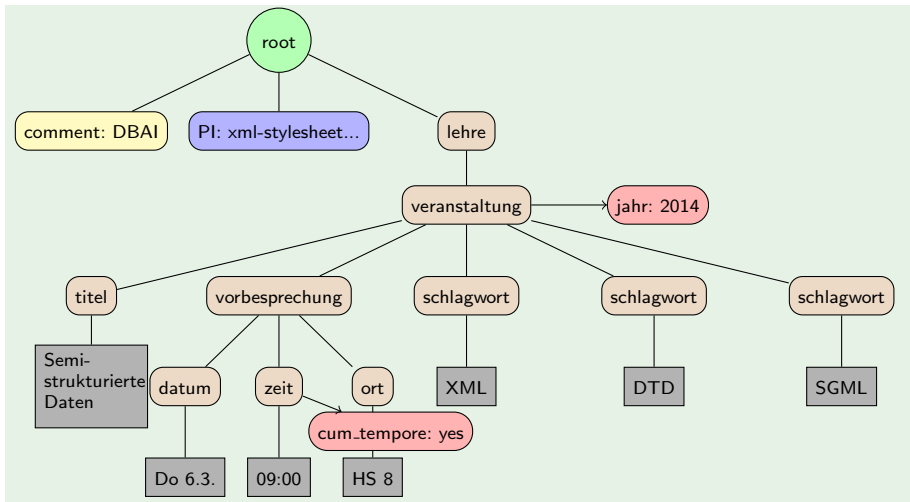 root
comment: DBAI
PI: xml-stylesheet...
lehre
veranstaltung
jahr: 2014
titel
vorbesprechung
schlagwort
schlagwort
schlagwort
Semi-
strukturierte
Daten
datum
zeit
ort
XML
DTD
SGML
cum_tempore: yes
Do 6.3.
09:00
HS 8